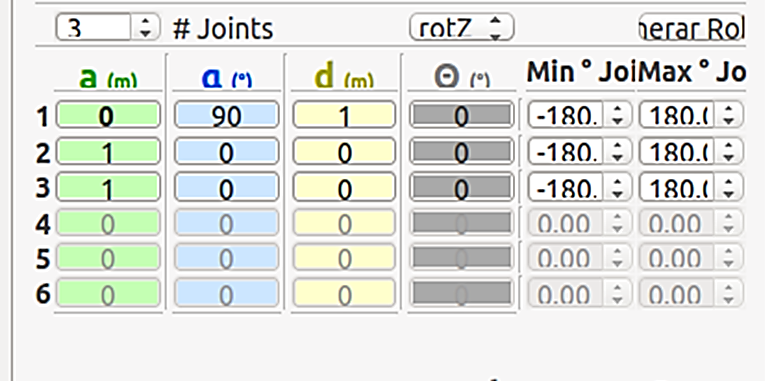 3 # Joints rotZ nerar Rol
a (m) α (°) d (m) Θ (°) Min ° Joi Max ° Jo
1 0 90 1 0 -180. 180.(
2 1 0 0 0 -180. 180.(
3 1 0 0 0 -180. 180.(
4 0 0 0 0 0.00 0.00
5 0 0 0 0 0.00 0.00
6 0 0 0 0 0.00 0.00